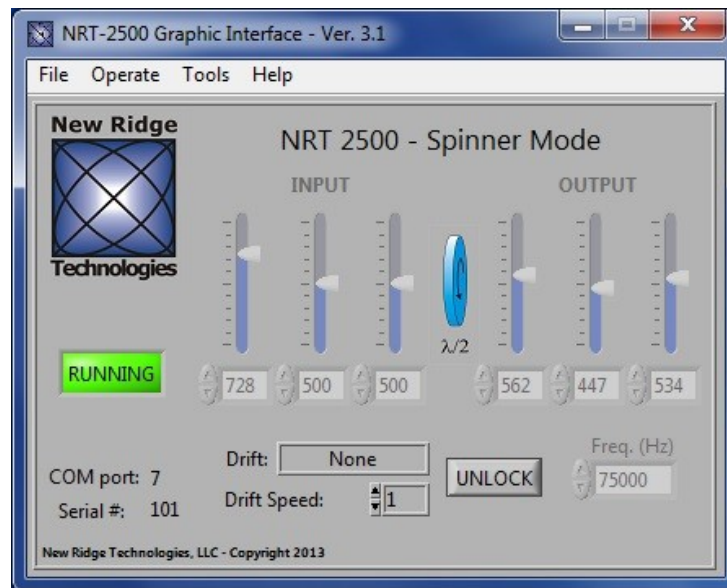 NRT-2500 Graphic Interface - Ver. 3.1
File Operate Tools Help
New Ridge
Technologies
NRT 2500 - Spinner Mode
INPUT OUTPUT
λ/2
RUNNING
728 500 500 562 447 534
Drift: None
Freq. (Hz)
COM port: 7
UNLOCK
75000
Drift Speed: 1
Serial #: 101
New Ridge Technologies, LLC - Copyright 2013